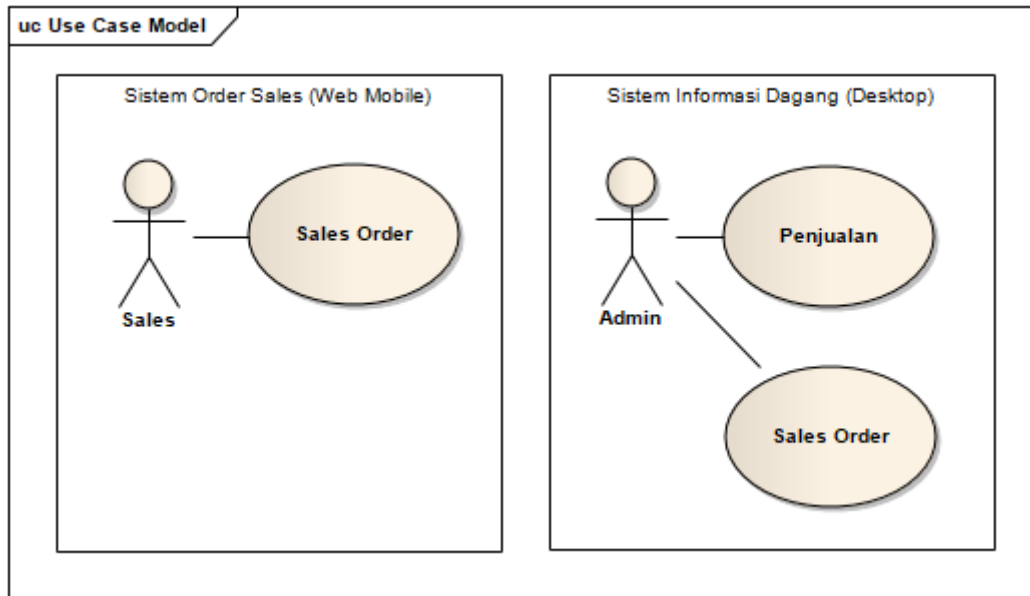 uc Use Case Model
Sistem Order Sales (Web Mobile)
Sales Order
Sales
Sistem Informasi Dagang (Desktop)
Penjualan
Admin
Sales Order